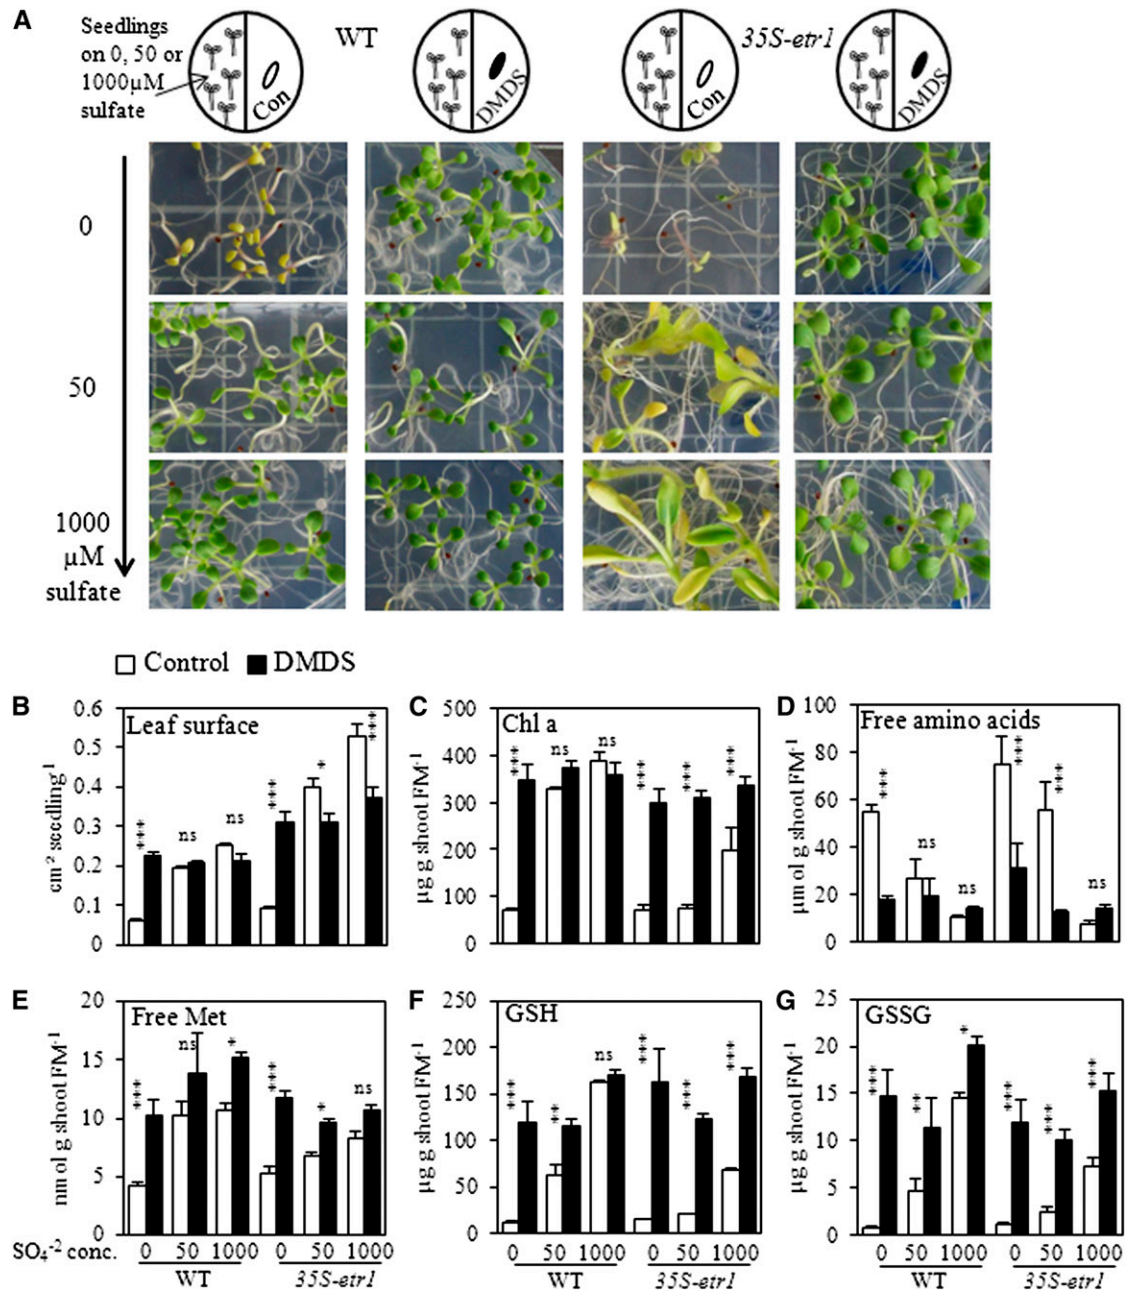 A
Seedlings
on 0, 50 or
1000µM
sulfate
WT
35S-etr1
Con
DMDS
Con
DMDS
0
50
1000
µM
sulfate
Control DMDS
B
Leaf surface
cm² seedling⁻¹
0.6
0.5
0.4
0.3
0.2
0.1
0
***
ns
ns
***
*
***
C
Chl a
µg g shoot FM⁻¹
500
400
300
200
100
0
***
ns
ns
***
***
***
D
Free amino acids
µmol g shoot FM⁻¹
100
80
60
40
20
0
***
ns
ns
***
***
ns
E
Free Met
nmol g shoot FM⁻¹
20
15
10
5
0
***
ns
*
***
*
ns
F
GSH
µg g shoot FM⁻¹
250
200
150
100
50
0
***
**
ns
***
***
***
G
GSSG
µg g shoot FM⁻¹
25
20
15
10
5
0
***
**
*
***
***
***
SO₄⁻² conc. 0 50 1000 0 50 1000 0 50 1000 0 50 1000 0 50 1000 0 50 1000
WT 35S-etr1 WT 35S-etr1 WT 35S-etr1